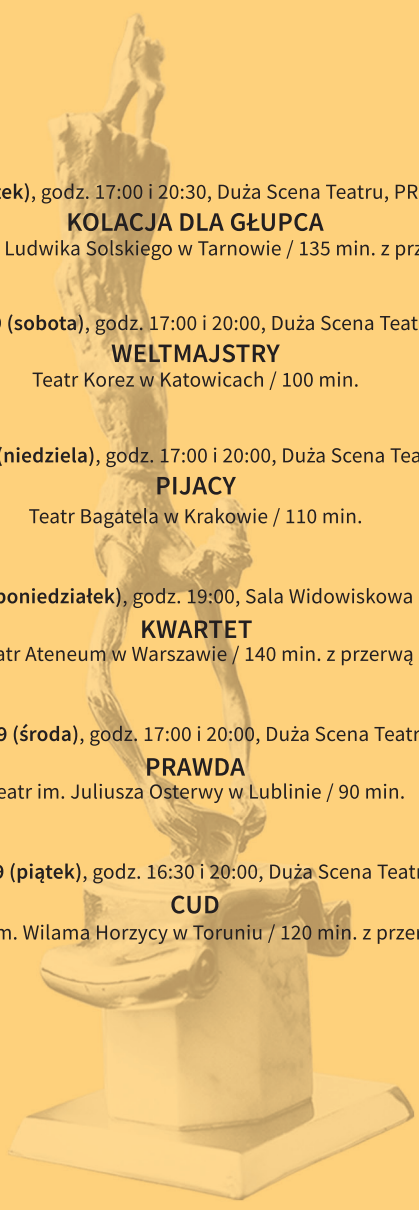 tek), godz. 17:00 i 20:30, Duża Scena Teatru, PR
KOLACJA DLA GŁUPCA
Ludwika Solskiego w Tarnowie / 135 min. z prz
(sobota), godz. 17:00 i 20:00, Duża Scena Teat
WELTMAJSTRY
Teatr Korez w Katowicach / 100 min.
(niedziela), godz. 17:00 i 20:00, Duża Scena Tea
PIJACY
Teatr Bagatela w Krakowie / 110 min.
poniedziałek), godz. 19:00, Sala Widowiskowa
KWARTET
atr Ateneum w Warszawie / 140 min. z przerwą
9 (środa), godz. 17:00 i 20:00, Duża Scena Teatr
PRAWDA
eatr im. Juliusza Osterwy w Lublinie / 90 min.
9 (piątek), godz. 16:30 i 20:00, Duża Scena Teatr
CUD
m. Wilama Horzycy w Toruniu / 120 min. z przer